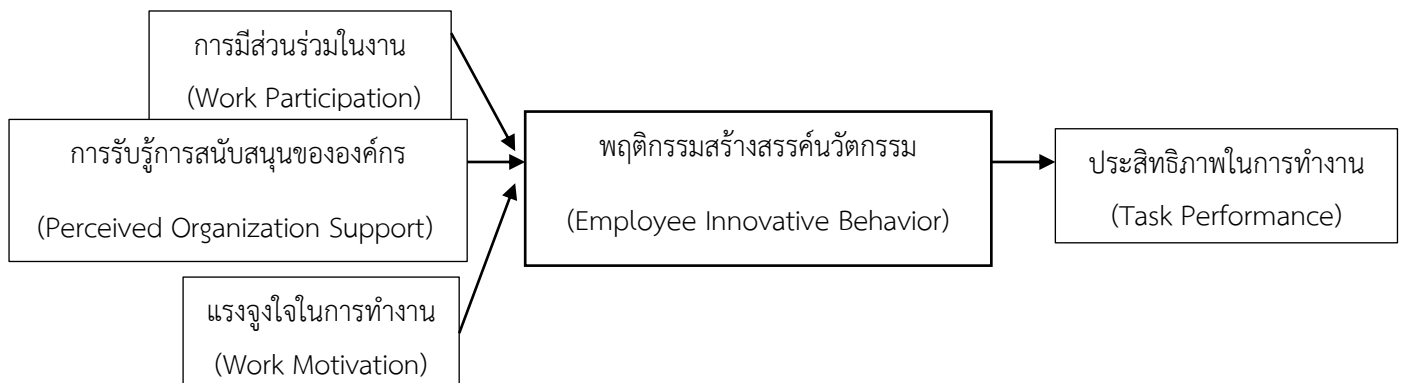 การมีส่วนร่วมในงาน
(Work Participation)
การรับรู้การสนับสนุนขององค์กร
(Perceived Organization Support)
แรงจูงใจในการทำงาน
(Work Motivation)
พฤติกรรมสร้างสรรค์นวัตกรรม
(Employee Innovative Behavior)
ประสิทธิภาพในการทำงาน
(Task Performance)